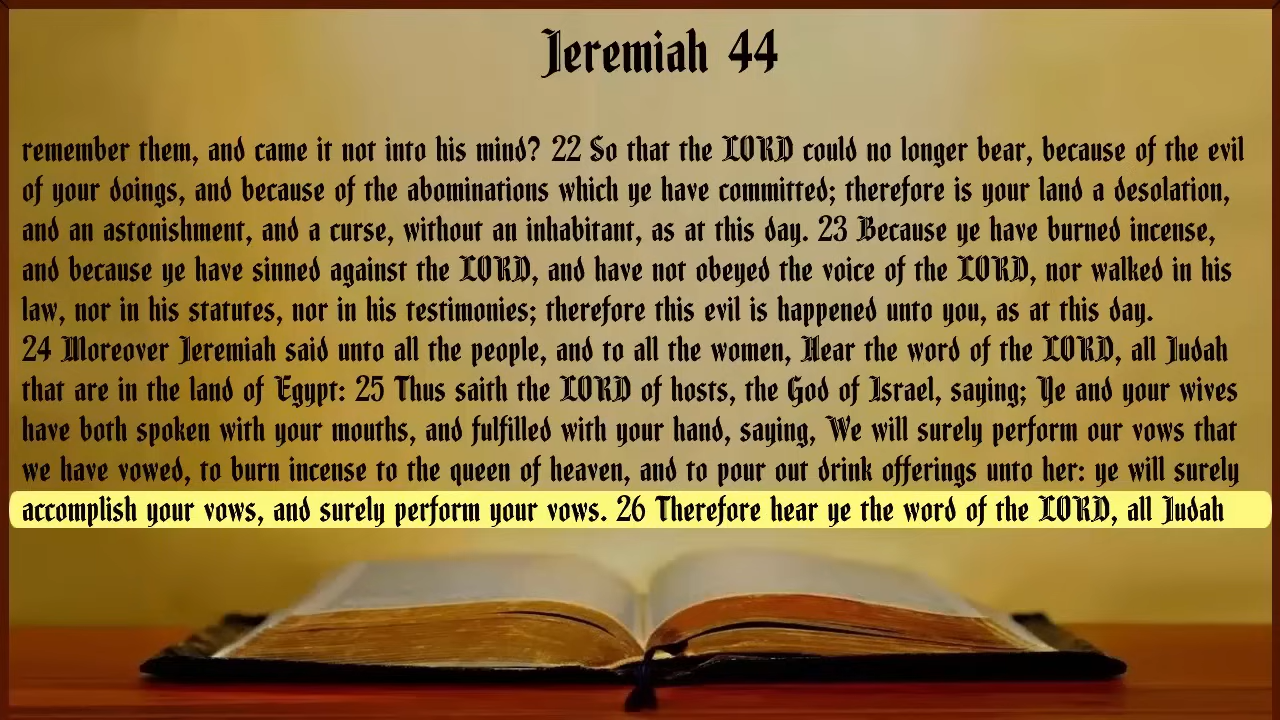 Jeremiah 44
remember them, and came it not into his mind? 22 So that the LORD could no longer bear, because of the evil
of your doings, and because of the abominations which ye have committed; therefore is your land a desolation,
and an astonishment, and a curse, without an inhabitant, as at this day. 23 Because ye have burned incense,
and because ye have sinned against the LORD, and have not obeyed the voice of the LORD, nor walked in his
law, nor in his statutes, nor in his testimonies; therefore this evil is happened unto you, as at this day.
24 Moreover Jeremiah said unto all the people, and to all the women, Hear the word of the LORD, all Judah
that are in the land of Egypt: 25 Thus saith the LORD of hosts, the God of Israel, saying; Ye and your wives
have both spoken with your mouths, and fulfilled with your hand, saying, We will surely perform our vows that
we have vowed, to burn incense to the queen of heaven, and to pour out drink offerings unto her: ye will surely
accomplish your vows, and surely perform your vows. 26 Therefore hear ye the word of the LORD, all Judah